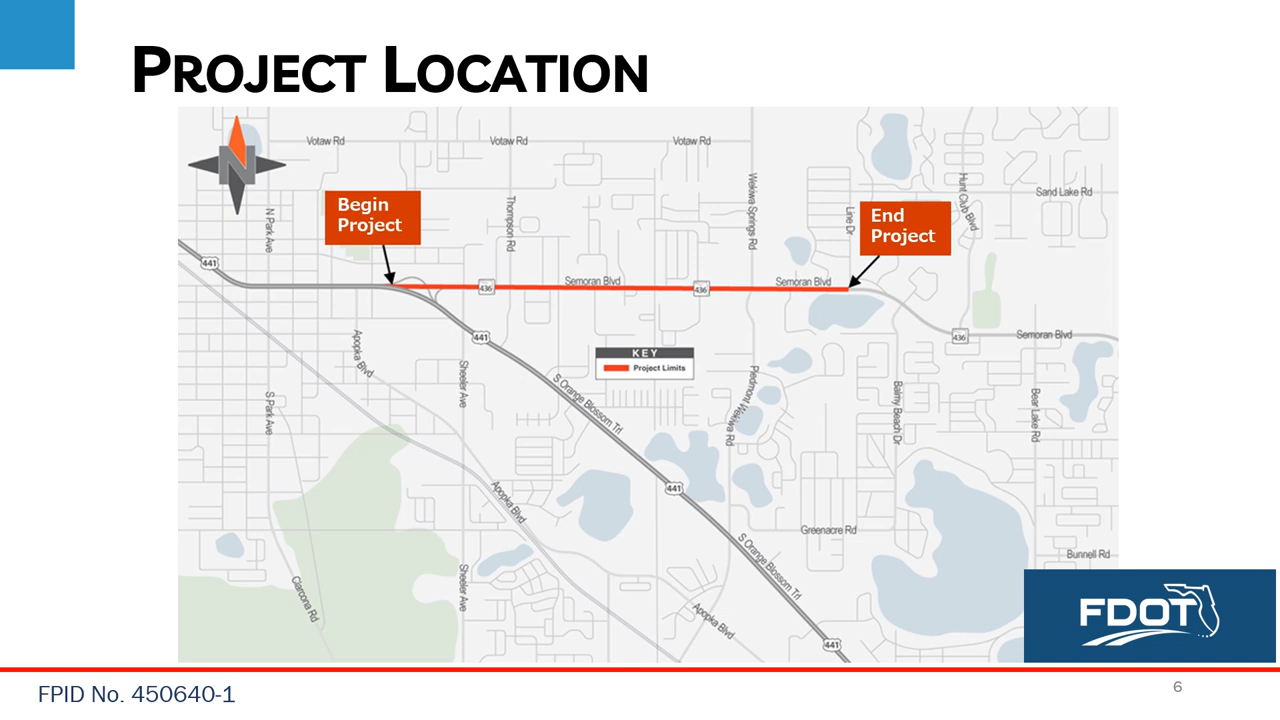 PROJECT LOCATION
Votaw Rd
Votaw Rd
Votaw Rd
N
Begin
Project
N Park Ave
Thompson Rd
Wekiwa Springs Rd
Line Dr
End
Project
Hunt Club Blvd
Sand Lake Rd
441
436
Semoran Blvd
436
Semoran Blvd
441
436
Semoran Blvd
KEY
Project Limits
Apopka Blvd
Sheeler Ave
S Park Ave
S Orange Blossom Trl
Piedmont Wekiwa Rd
Balmy Beach Dr
Bear Lake Rd
441
Apopka Blvd
Greenacre Rd
S Orange Blossom Trl
Bunnell Rd
Clarcona Rd
Sheeler Ave
Apopka Blvd
441
FDOT
FPID No. 450640-1
6